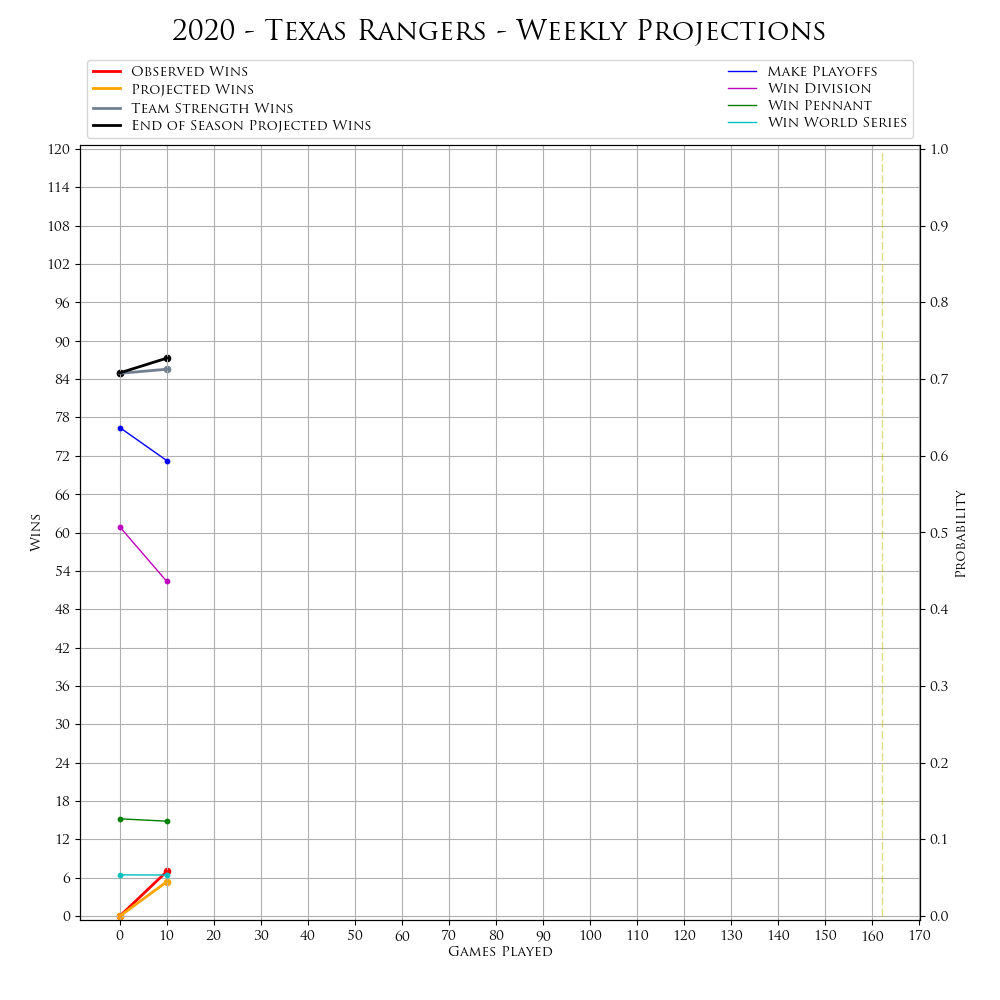 2020 - Texas Rangers - Weekly Projections
Observed Wins
Projected Wins
Team Strength Wins
End of Season Projected Wins
Make Playoffs
Win Division
Win Pennant
Win World Series
120
114
108
102
96
90
84
78
72
66
60
54
48
42
36
30
24
18
12
6
0
Wins
1.0
0.9
0.8
0.7
0.6
0.5
0.4
0.3
0.2
0.1
0.0
Probability
0 10 20 30 40 50 60 70 80 90 100 110 120 130 140 150 160 170
Games Played